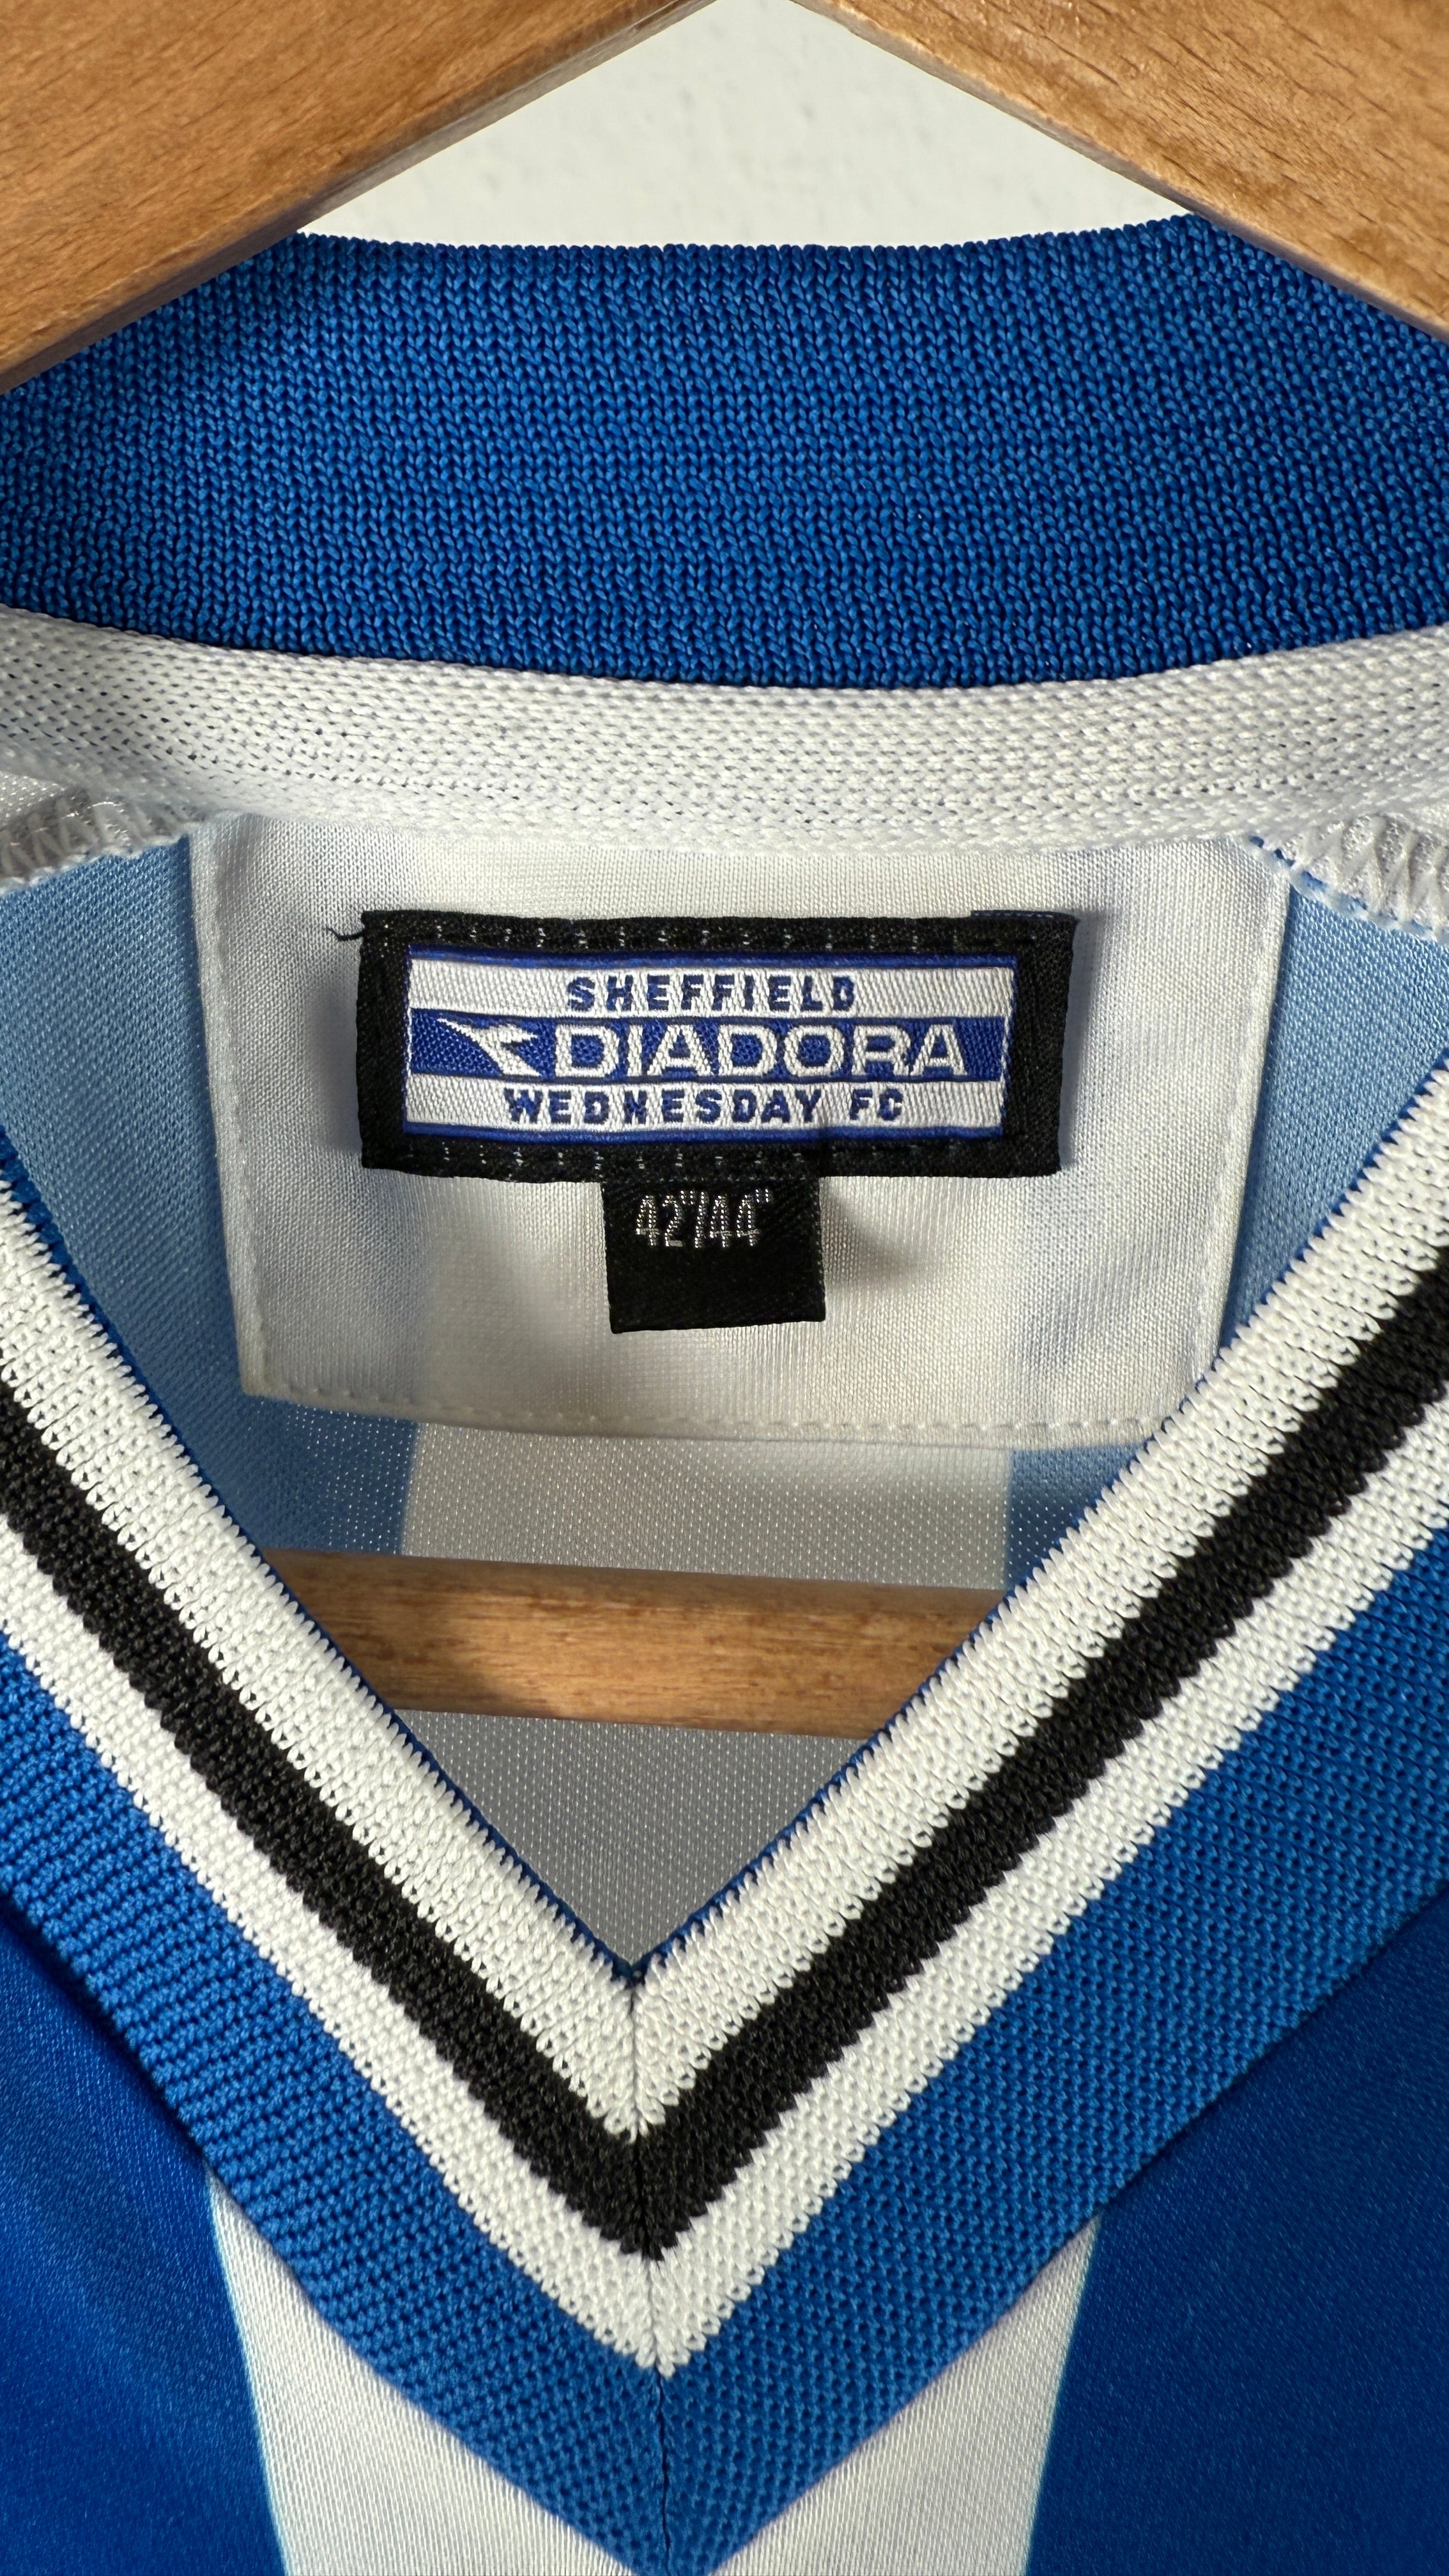 SHEFFIELD
DIADORA
WEDNESDAY FC
42"/44"